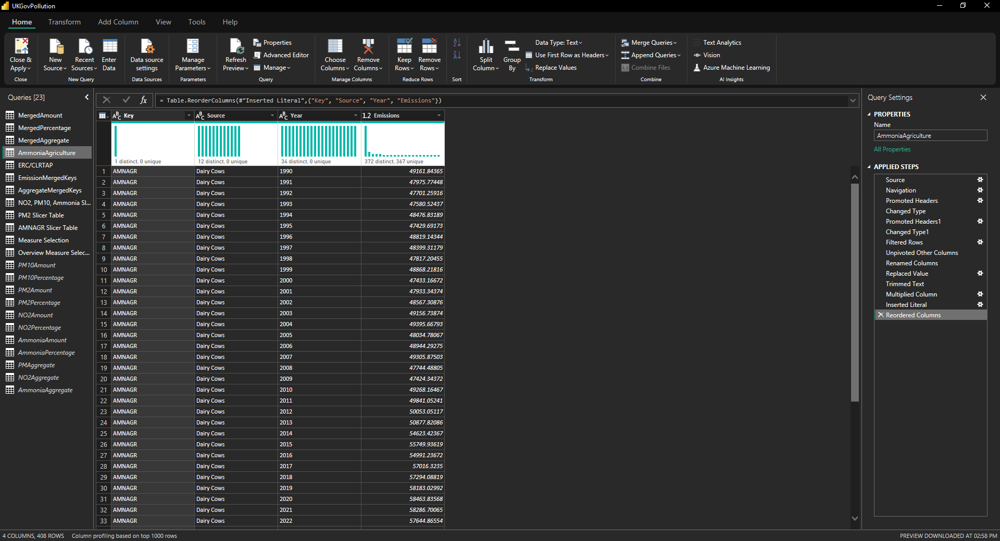 UKGovPollution
Home Transform Add Column View Tools Help
Close & Apply
Close
New Source
Recent Sources
Enter Data
New Query
Data source settings
Data Sources
Manage Parameters
Parameters
Refresh Preview
Properties
Advanced Editor
Manage
Query
Choose Columns
Remove Columns
Manage Columns
Keep Rows
Remove Rows
Reduce Rows
Sort
Split Column
Group By
Data Type: Text
Use First Row as Headers
Replace Values
Transform
Merge Queries
Append Queries
Combine Files
Combine
Text Analytics
Vision
Azure Machine Learning
AI Insights
Queries [23]
MergedAmount
MergedPercentage
MergedAggregate
AmmoniaAgriculture
ERC/CLRTAP
EmissionMergedKeys
AggregateMergedKeys
NO2, PM10, Ammonia Sl...
PM2 Slicer Table
AMNAGR Slicer Table
Measure Selection
Overview Measure Selec...
PM10Amount
PM10Percentage
PM2Amount
PM2Percentage
NO2Amount
NO2Percentage
AmmoniaAmount
AmmoniaPercentage
PMAggregate
NO2Aggregate
AmmoniaAggregate
fx = Table.ReorderColumns(#"Inserted Literal",{"Key", "Source", "Year", "Emissions"})
ABC Key ABC Source ABC Year 1.2 Emissions
1 distinct, 0 unique 12 distinct, 0 unique 34 distinct, 0 unique 372 distinct, 367 unique
1 AMNAGR Dairy Cows 1990 49161.84365
2 AMNAGR Dairy Cows 1991 47975.77448
3 AMNAGR Dairy Cows 1992 47701.25916
4 AMNAGR Dairy Cows 1993 47580.52437
5 AMNAGR Dairy Cows 1994 48476.83189
6 AMNAGR Dairy Cows 1995 47429.69173
7 AMNAGR Dairy Cows 1996 48819.14344
8 AMNAGR Dairy Cows 1997 48399.31179
9 AMNAGR Dairy Cows 1998 47817.20455
10 AMNAGR Dairy Cows 1999 48868.21816
11 AMNAGR Dairy Cows 2000 47433.16672
12 AMNAGR Dairy Cows 2001 47933.34374
13 AMNAGR Dairy Cows 2002 48567.30876
14 AMNAGR Dairy Cows 2003 49156.73874
15 AMNAGR Dairy Cows 2004 49395.66793
16 AMNAGR Dairy Cows 2005 48034.78067
17 AMNAGR Dairy Cows 2006 48944.29275
18 AMNAGR Dairy Cows 2007 49305.87503
19 AMNAGR Dairy Cows 2008 47744.48805
20 AMNAGR Dairy Cows 2009 47424.34372
21 AMNAGR Dairy Cows 2010 49268.16467
22 AMNAGR Dairy Cows 2011 49841.05241
23 AMNAGR Dairy Cows 2012 50053.05117
24 AMNAGR Dairy Cows 2013 50877.82086
25 AMNAGR Dairy Cows 2014 54623.42367
26 AMNAGR Dairy Cows 2015 55749.93619
27 AMNAGR Dairy Cows 2016 54991.23672
28 AMNAGR Dairy Cows 2017 57016.3235
29 AMNAGR Dairy Cows 2018 57294.08819
30 AMNAGR Dairy Cows 2019 58183.02992
31 AMNAGR Dairy Cows 2020 58463.83568
32 AMNAGR Dairy Cows 2021 58286.70065
33 AMNAGR Dairy Cows 2022 57644.86554
Query Settings
PROPERTIES
Name
AmmoniaAgriculture
All Properties
APPLIED STEPS
Source
Navigation
Promoted Headers
Changed Type
Promoted Headers1
Changed Type1
Filtered Rows
Unpivoted Other Columns
Renamed Columns
Replaced Value
Trimmed Text
Multiplied Column
Inserted Literal
Reordered Columns
4 COLUMNS, 408 ROWS Column profiling based on top 1000 rows
PREVIEW DOWNLOADED AT 02:58 PM